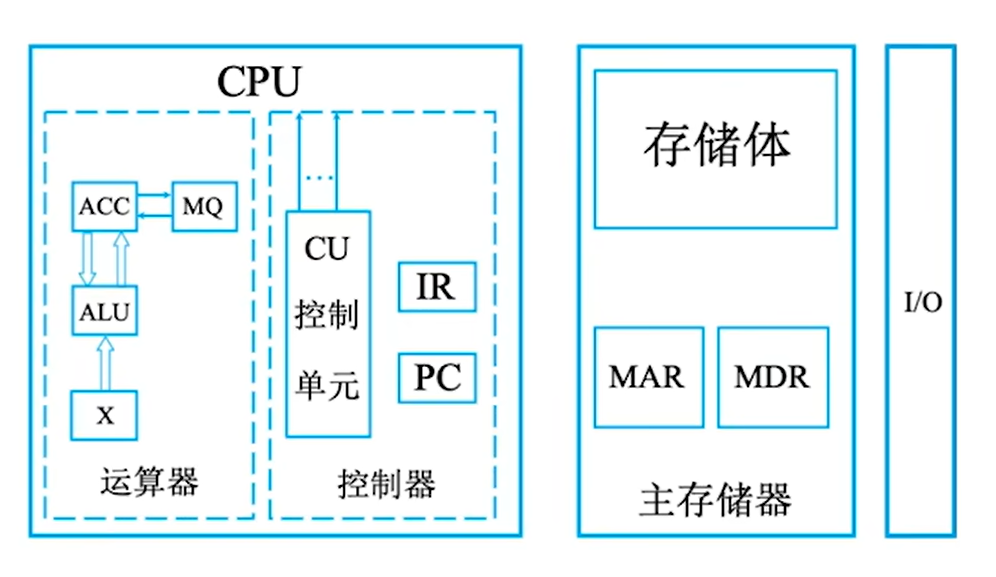 CPU
ACC
MQ
ALU
X
运算器
...
CU
控制
单元
IR
PC
控制器
存储体
MAR
MDR
主存储器
I/O